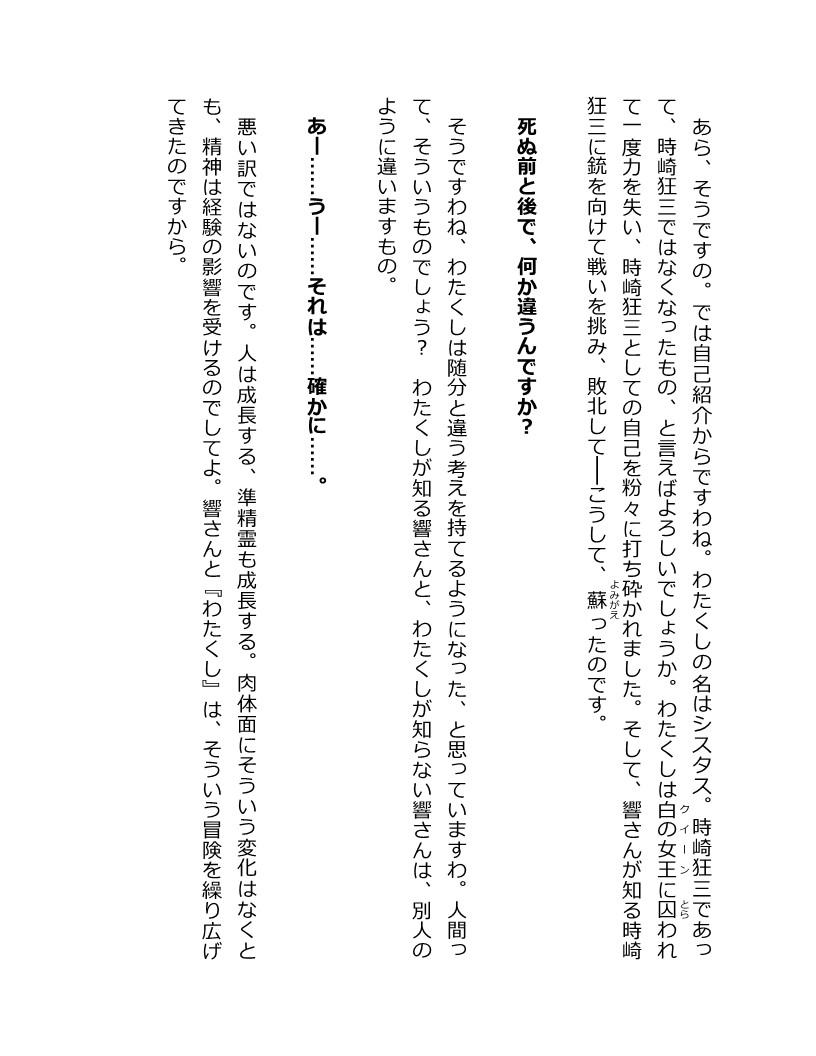 あら、そうですの。では自己紹介からですわね。わたくしの名はシスタス。時崎狂三であっ
て、時崎狂三ではなくなったもの、と言えばよろしいでしょうか。わたくしは白の女王に囚われ
クイーン
とら
て一度力を失い、時崎狂三としての自己を粉々に打ち砕かれました。そして、響さんが知る時崎
狂三に銃を向けて戦いを挑み、敗北して──こうして、蘇ったのです。
よみがえ
死ぬ前と後で、何か違うんですか？
　そうですわね、わたくしは随分と違う考えを持てるようになった、と思っていますわ。人間っ
て、そういうものでしょう？　わたくしが知る響さんと、わたくしが知らない響さんは、別人の
ように違いますもの。
あー……うー……それは……確かに……。
　悪い訳ではないのです。人は成長する、準精霊も成長する。肉体面にそういう変化はなくと
も、精神は経験の影響を受けるのでしてよ。響さんと『わたくし』は、そういう冒険を繰り広げ
てきたのですから。